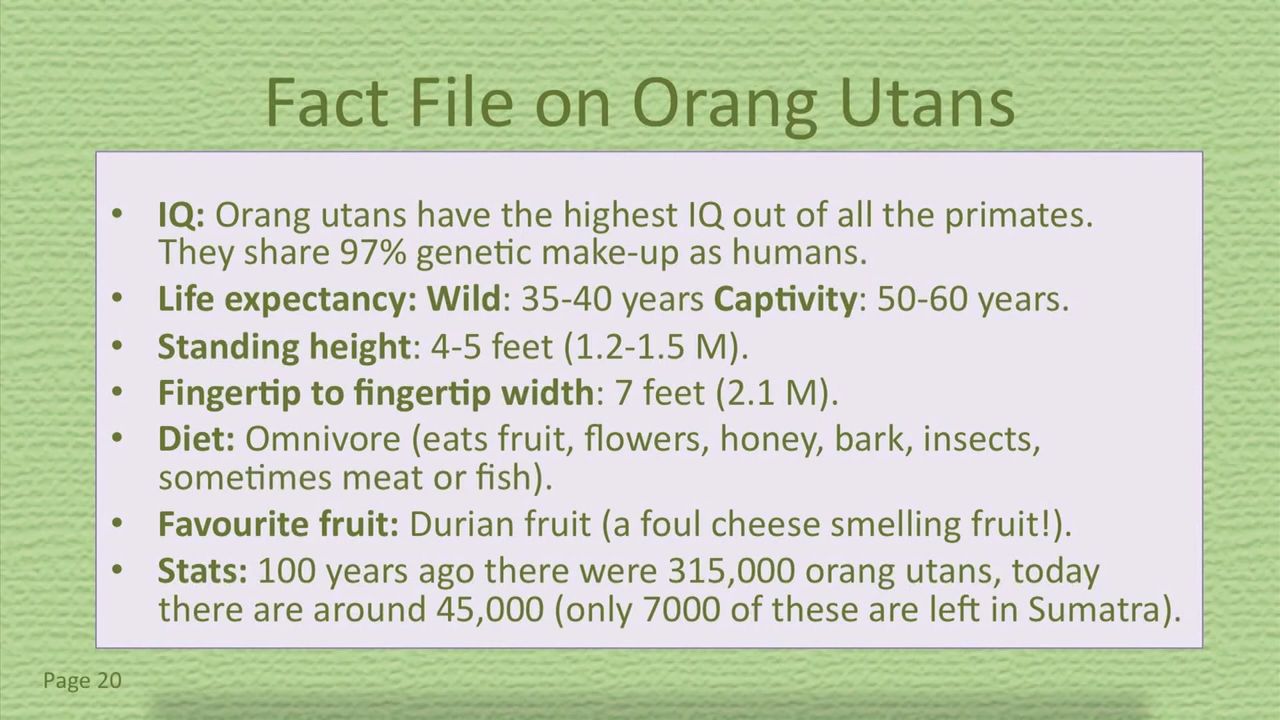 Fact File on Orang Utans
• IQ: Orang utans have the highest IQ out of all the primates.
They share 97% genetic make-up as humans.
• Life expectancy: Wild: 35-40 years Captivity: 50-60 years.
• Standing height: 4-5 feet (1.2-1.5 M).
• Fingertip to fingertip width: 7 feet (2.1 M).
• Diet: Omnivore (eats fruit, flowers, honey, bark, insects,
sometimes meat or fish).
• Favourite fruit: Durian fruit (a foul cheese smelling fruit!).
• Stats: 100 years ago there were 315,000 orang utans, today
there are around 45,000 (only 7000 of these are left in Sumatra).
Page 20